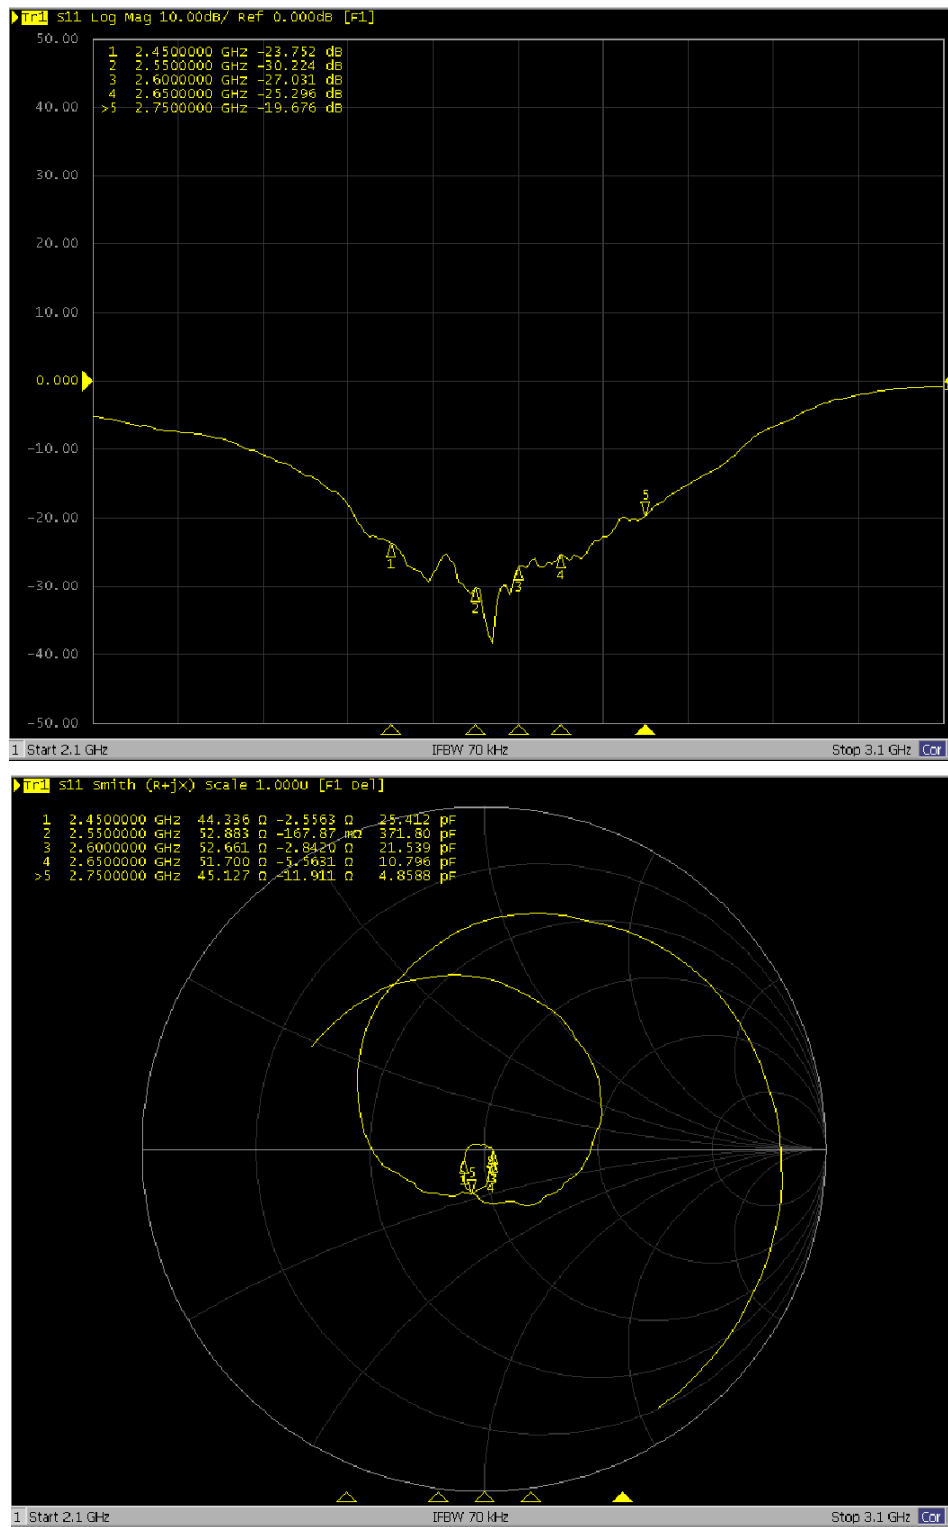 Tr1 S11 Log Mag 10.00dB/ Ref 0.000dB [F1]
50.00
1 2.4500000 GHz -23.752 dB
2 2.5500000 GHz -30.224 dB
3 2.6000000 GHz -27.031 dB
4 2.6500000 GHz -25.296 dB
>5 2.7500000 GHz -19.676 dB
40.00
30.00
20.00
10.00
0.000
-10.00
-20.00
-30.00
-40.00
-50.00
5
1
2
3
4
1 Start 2.1 GHz IFBW 70 kHz Stop 3.1 GHz Cor
Tr1 S11 Smith (R+jX) Scale 1.000U [F1 Del]
1 2.4500000 GHz 44.336 Ω -2.5563 Ω 25.412 pF
2 2.5500000 GHz 52.883 Ω -167.87 mΩ 371.80 pF
3 2.6000000 GHz 52.661 Ω -2.8420 Ω 21.539 pF
4 2.6500000 GHz 51.700 Ω -5.5631 Ω 10.796 pF
>5 2.7500000 GHz 45.127 Ω -11.911 Ω 4.8588 pF
5
4
1 Start 2.1 GHz IFBW 70 kHz Stop 3.1 GHz Cor